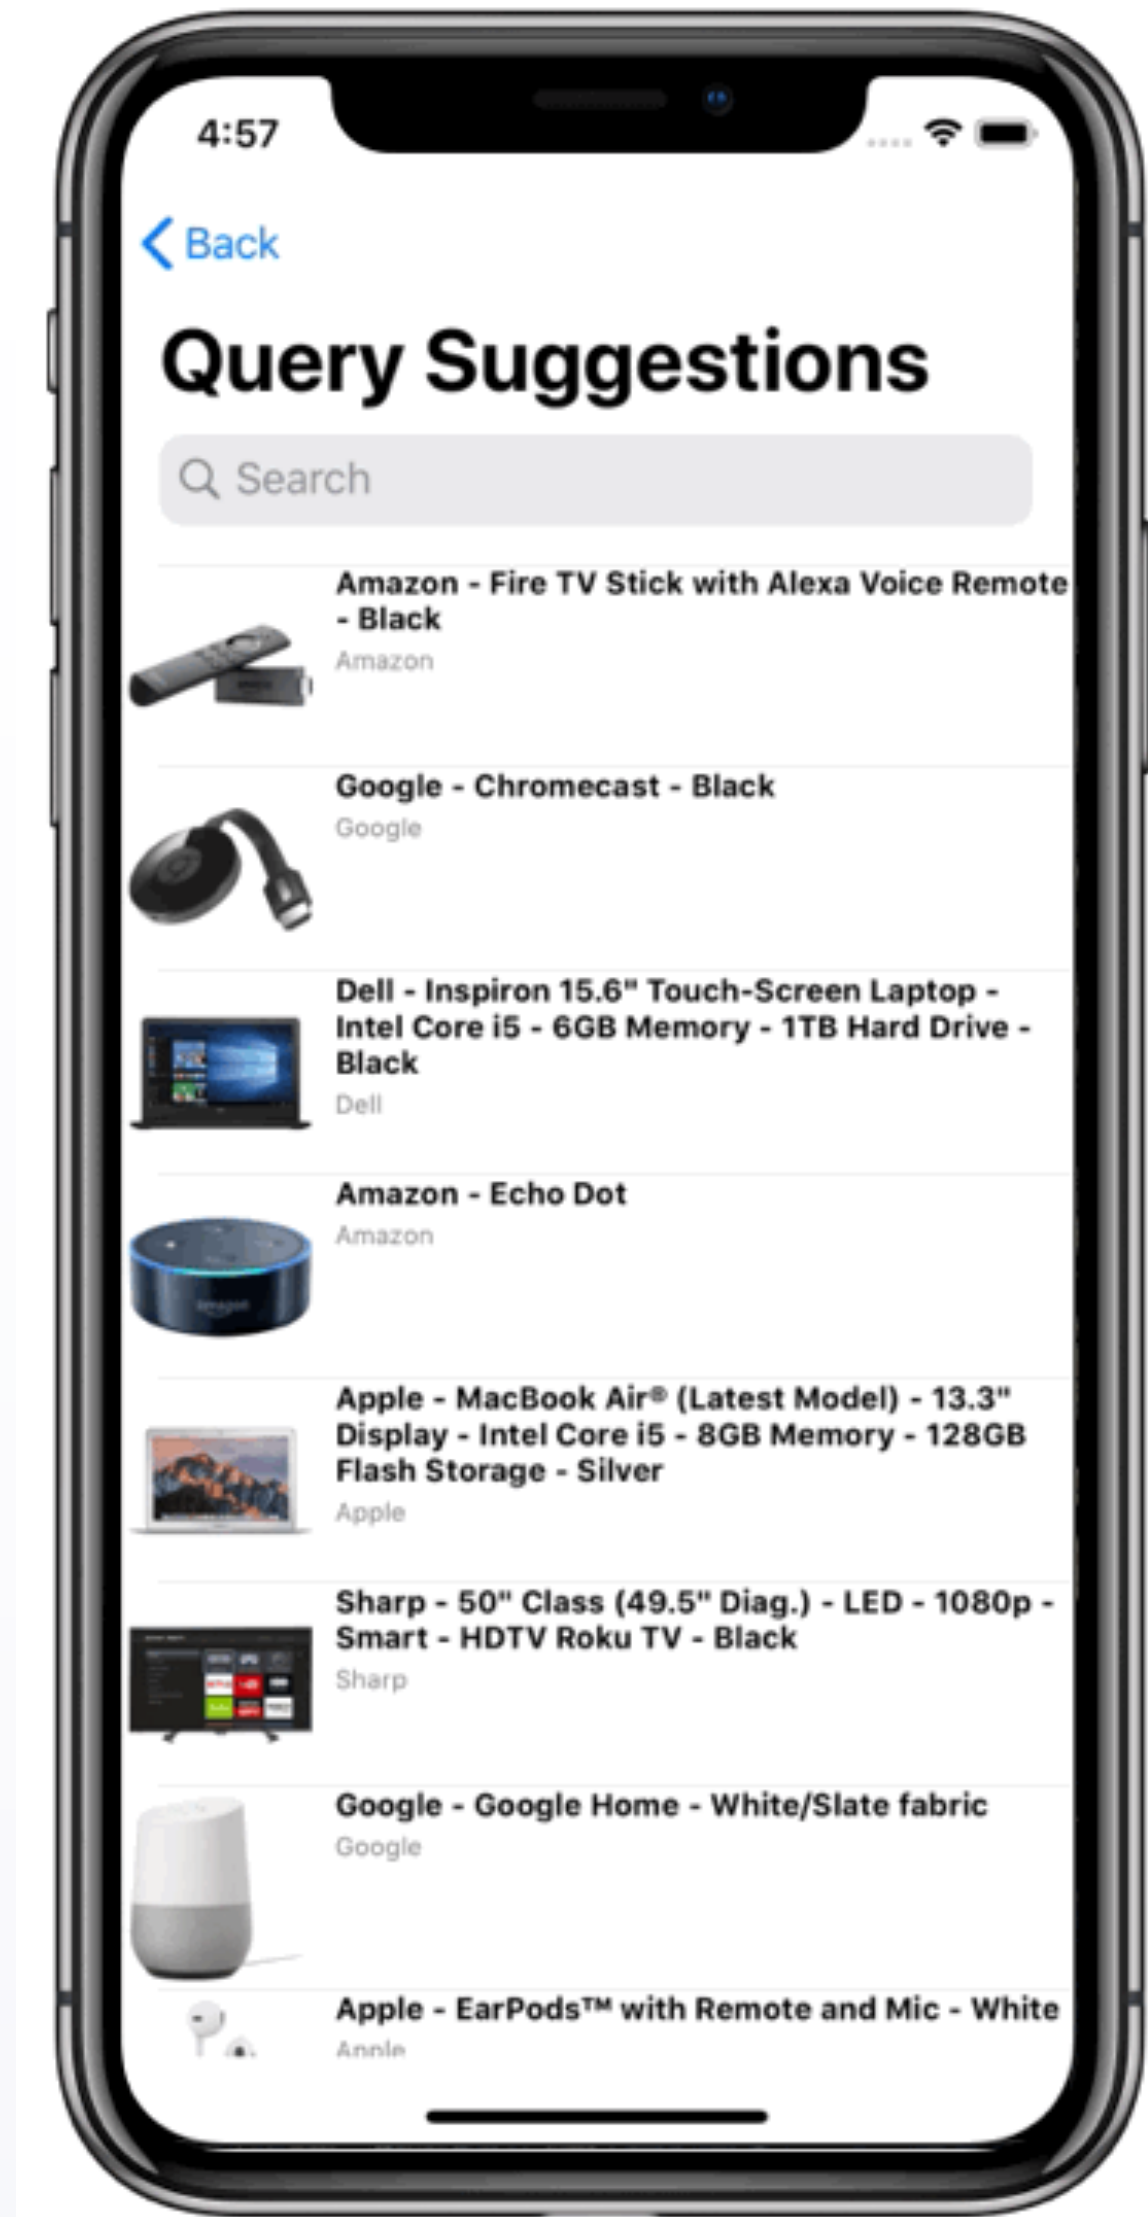 4:57
Back
Query Suggestions
Search
Amazon - Fire TV Stick with Alexa Voice Remote
- Black
Amazon
Google - Chromecast - Black
Google
Dell - Inspiron 15.6" Touch-Screen Laptop -
Intel Core i5 - 6GB Memory - 1TB Hard Drive -
Black
Dell
Amazon - Echo Dot
Amazon
amazon
Apple - MacBook Air® (Latest Model) - 13.3"
Display - Intel Core i5 - 8GB Memory - 128GB
Flash Storage - Silver
Apple
Sharp - 50" Class (49.5" Diag.) - LED - 1080p -
Smart - HDTV Roku TV - Black
Sharp
Google - Google Home - White/Slate fabric
Google
Apple - EarPods™ with Remote and Mic - White
Apple